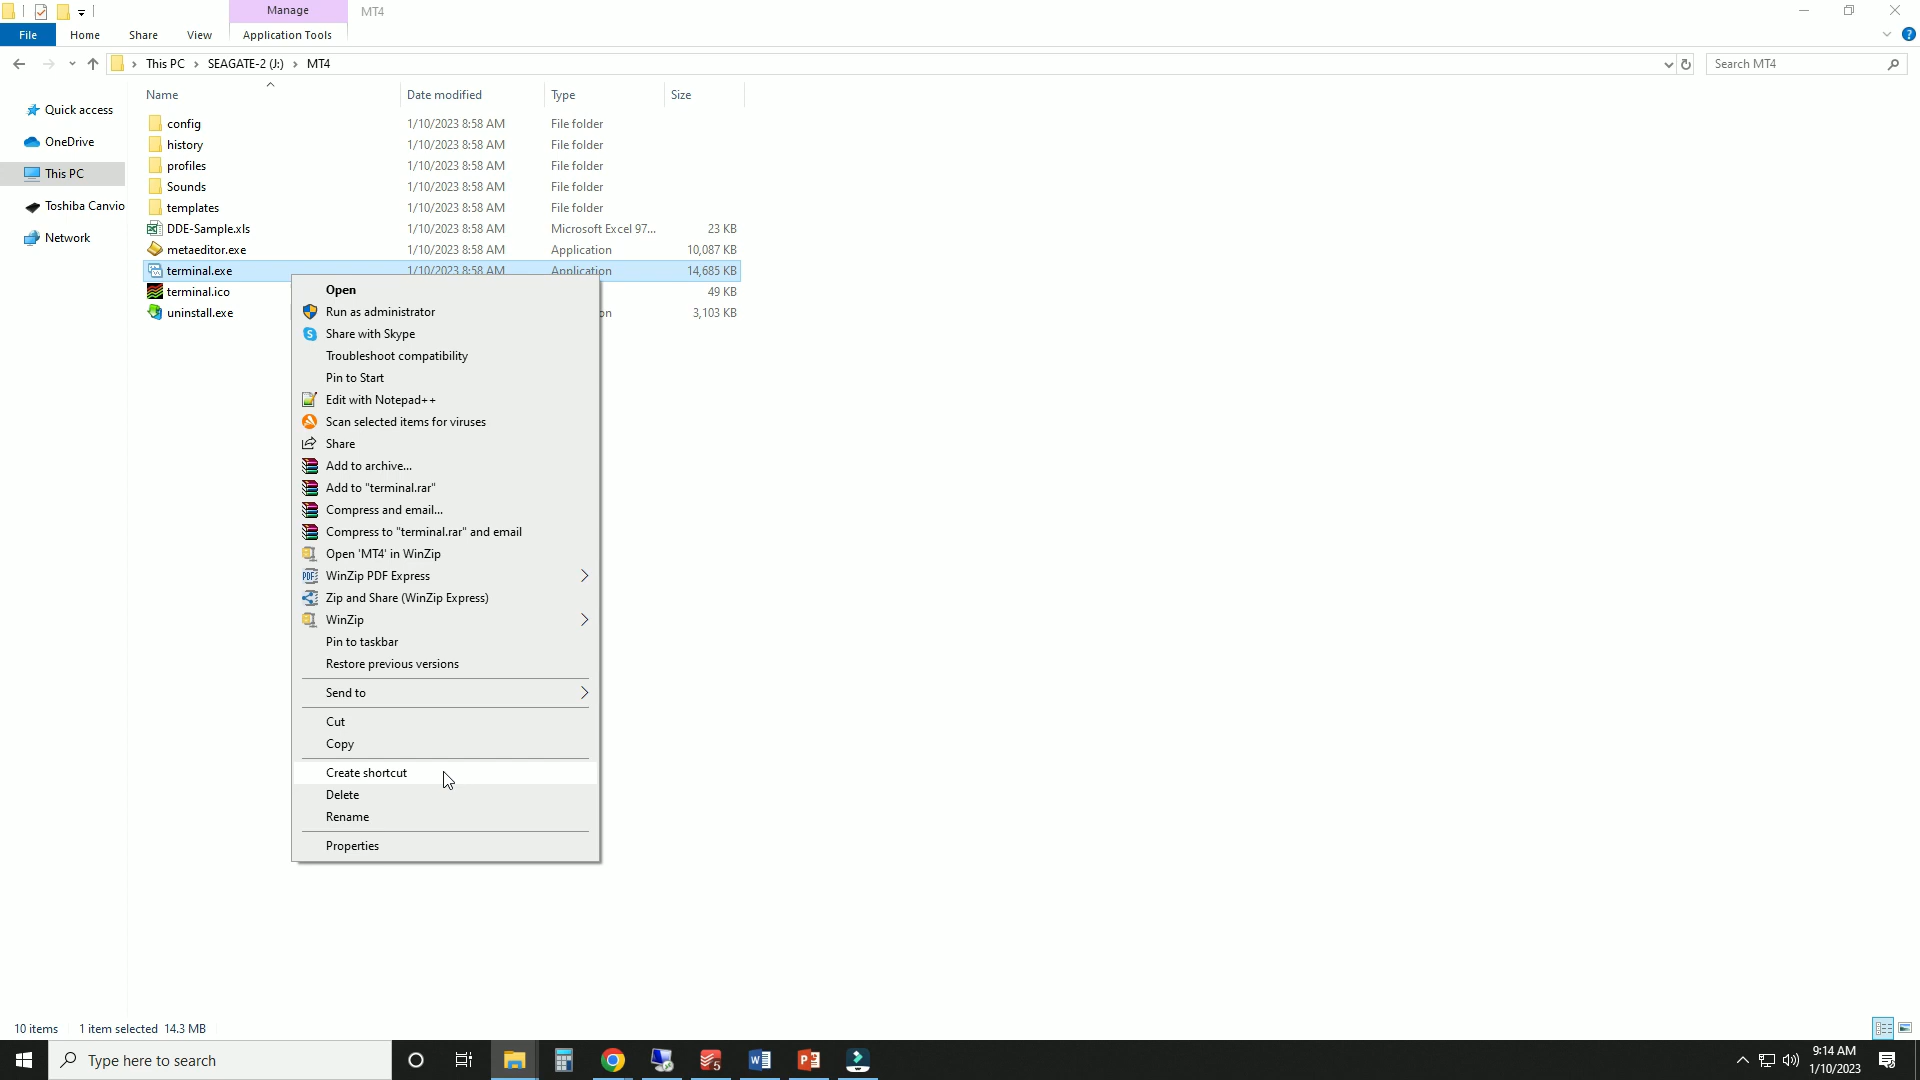 Manage
MT4
File
Home
Share
View
Application Tools
This PC
SEAGATE-2 (J:)
MT4
Search MT4
Name
Date modified
Type
Size
Quick access
OneDrive
This PC
Toshiba Canvio
Network
config 1/10/2023 8:58 AM File folder
history 1/10/2023 8:58 AM File folder
profiles 1/10/2023 8:58 AM File folder
Sounds 1/10/2023 8:58 AM File folder
templates 1/10/2023 8:58 AM File folder
DDE-Sample.xls 1/10/2023 8:58 AM Microsoft Excel 97... 23 KB
metaeditor.exe 1/10/2023 8:58 AM Application 10,087 KB
terminal.exe 1/10/2023 8:58 AM Application 14,685 KB
terminal.ico 49 KB
uninstall.exe on 3,103 KB
Open
Run as administrator
Share with Skype
Troubleshoot compatibility
Pin to Start
Edit with Notepad++
Scan selected items for viruses
Share
Add to archive...
Add to "terminal.rar"
Compress and email...
Compress to "terminal.rar" and email
Open 'MT4' in WinZip
WinZip PDF Express
Zip and Share (WinZip Express)
WinZip
Pin to taskbar
Restore previous versions
Send to
Cut
Copy
Create shortcut
Delete
Rename
Properties
10 items 1 item selected 14.3 MB
Type here to search
9:14 AM
1/10/2023